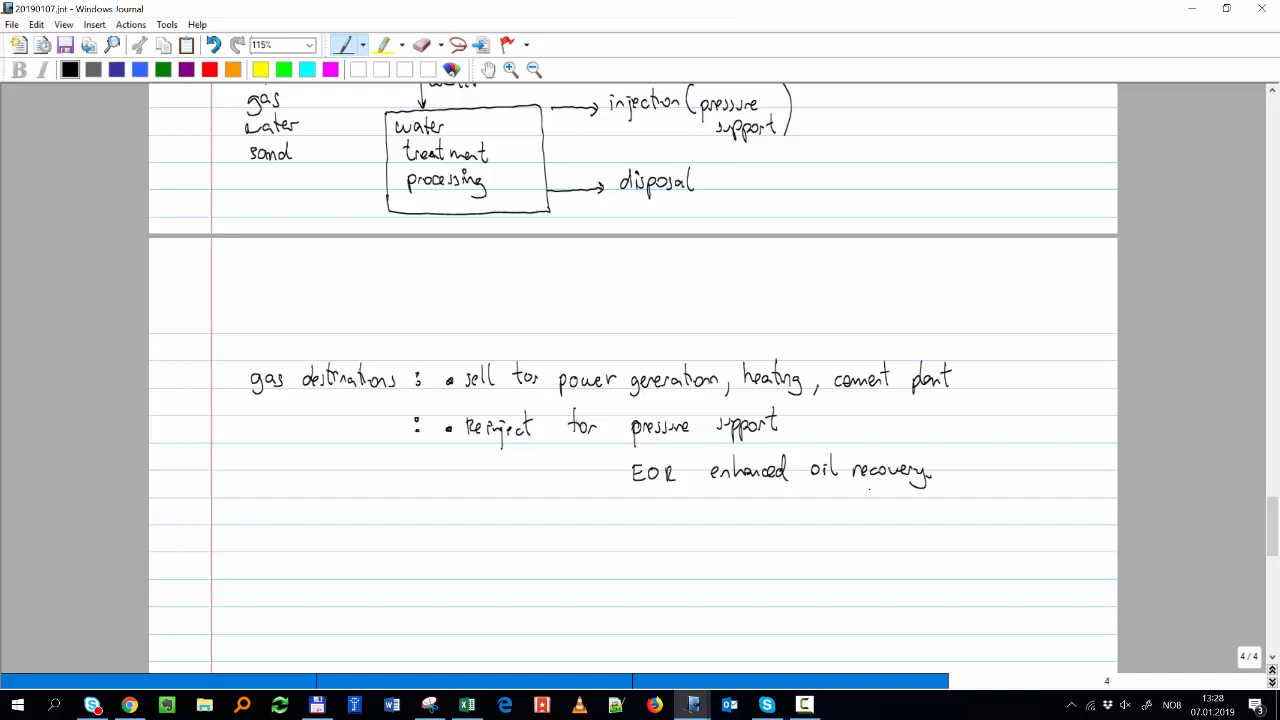 20190107.jnt - Windows Journal
File Edit View Insert Actions Tools Help
115%
B I
gas
water
sand
water
treatment
processing
injection (pressure
support)
disposal
gas destinations : • sell for power generation, heating, cement plant
: • Reinject for pressure support
EOR enhanced oil recovery.
4 / 4
4
NOB
13:28
07.01.2019
3